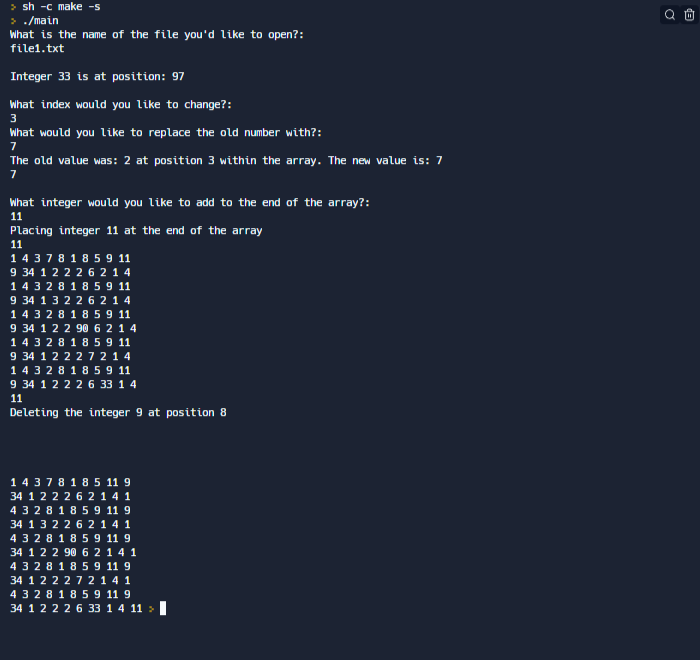 > sh -c make -s
> ./main
What is the name of the file you'd like to open?:
file1.txt
Integer 33 is at position: 97
What index would you like to change?:
3
What would you like to replace the old number with?:
7
The old value was: 2 at position 3 within the array. The new value is: 7
7
What integer would you like to add to the end of the array?:
11
Placing integer 11 at the end of the array
11
1 4 3 7 8 1 8 5 9 11
9 34 1 2 2 2 6 2 1 4
1 4 3 2 8 1 8 5 9 11
9 34 1 3 2 2 6 2 1 4
1 4 3 2 8 1 8 5 9 11
9 34 1 2 2 90 6 2 1 4
1 4 3 2 8 1 8 5 9 11
9 34 1 2 2 2 7 2 1 4
1 4 3 2 8 1 8 5 9 11
9 34 1 2 2 2 6 33 1 4
11
Deleting the integer 9 at position 8
1 4 3 7 8 1 8 5 11 9
34 1 2 2 2 6 2 1 4 1
4 3 2 8 1 8 5 9 11 9
34 1 3 2 2 6 2 1 4 1
4 3 2 8 1 8 5 9 11 9
34 1 2 2 90 6 2 1 4 1
4 3 2 8 1 8 5 9 11 9
34 1 2 2 2 7 2 1 4 1
4 3 2 8 1 8 5 9 11 9
34 1 2 2 2 6 33 1 4 11 >